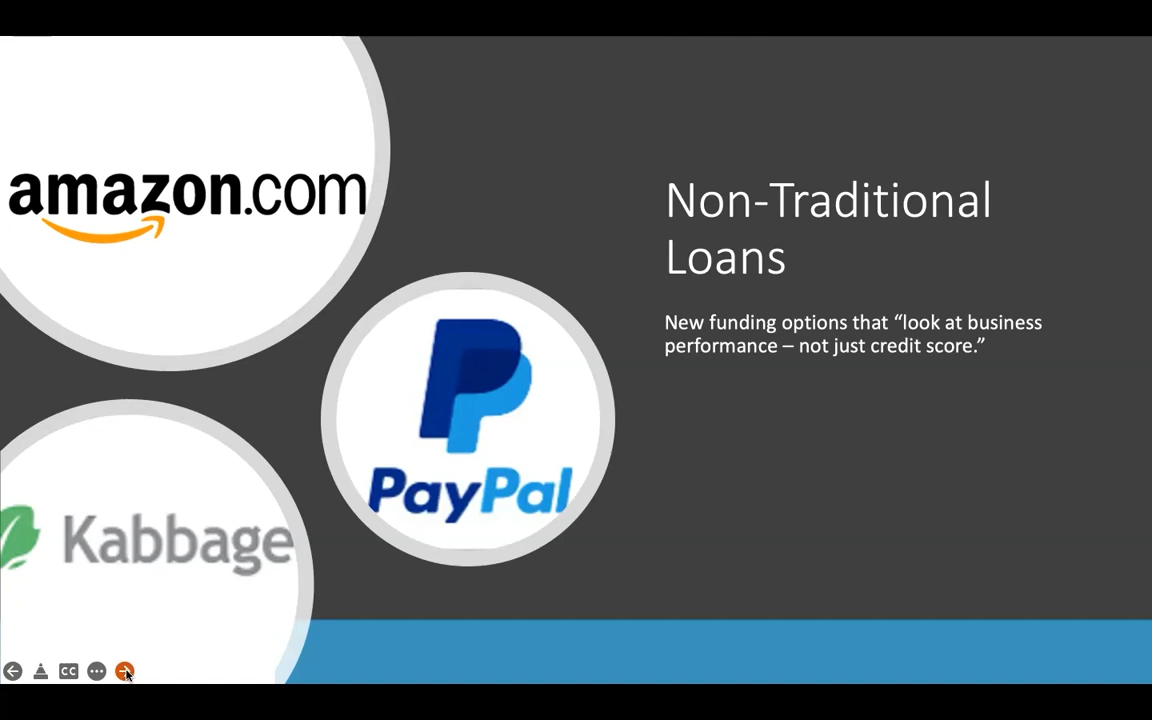 amazon.com
Non-Traditional
Loans
New funding options that “look at business
performance – not just credit score.”
PayPal
Kabbage
CC